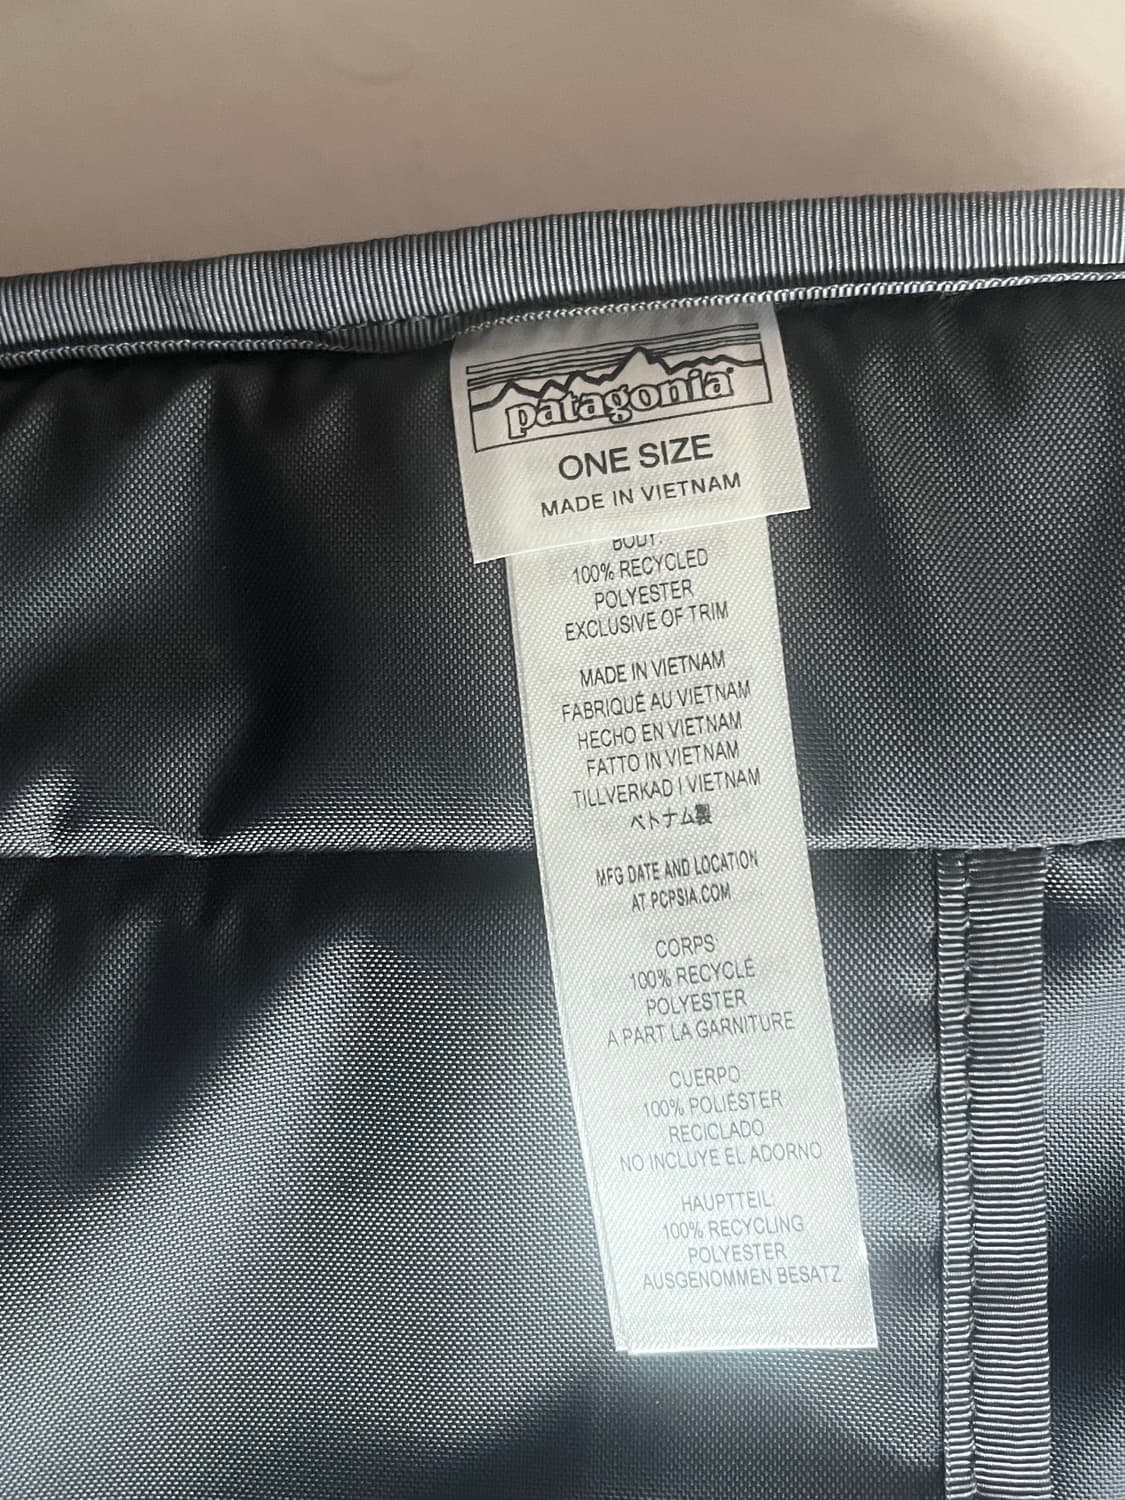 patagonia®
ONE SIZE
MADE IN VIETNAM
BODY:
100% RECYCLED
POLYESTER
EXCLUSIVE OF TRIM
MADE IN VIETNAM
FABRIQUÉ AU VIETNAM
HECHO EN VIETNAM
FATTO IN VIETNAM
TILLVERKAD I VIETNAM
ベトナム製
MFG DATE AND LOCATION
AT PCPSIA.COM
CORPS:
100% RECYCLÉ
POLYESTER
A PART LA GARNITURE
CUERPO:
100% POLIÉSTER
RECICLADO
NO INCLUYE EL ADORNO
HAUPTTEIL:
100% RECYCLING
POLYESTER
AUSGENOMMEN BESATZ